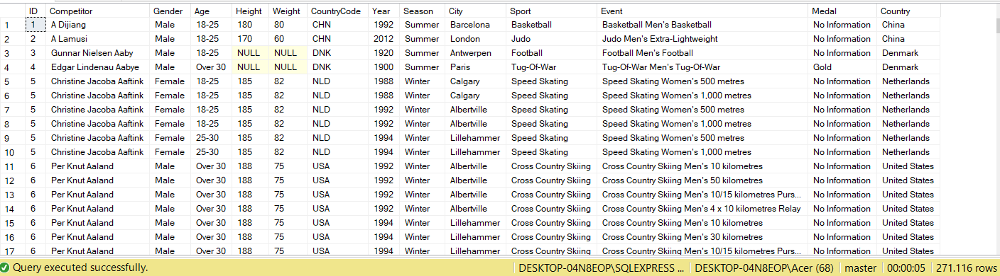 ID Competitor Gender Age Height Weight CountryCode Year Season City Sport Event Medal Country
1 1 A Dijiang Male 18-25 180 80 CHN 1992 Summer Barcelona Basketball Basketball Men's Basketball No Information China
2 2 A Lamusi Male 18-25 170 60 CHN 2012 Summer London Judo Judo Men's Extra-Lightweight No Information China
3 3 Gunnar Nielsen Aaby Male 18-25 NULL NULL DNK 1920 Summer Antwerpen Football Football Men's Football No Information Denmark
4 4 Edgar Lindenau Aabye Male Over 30 NULL NULL DNK 1900 Summer Paris Tug-Of-War Tug-Of-War Men's Tug-Of-War Gold Denmark
5 5 Christine Jacoba Aaftink Female 18-25 185 82 NLD 1988 Winter Calgary Speed Skating Speed Skating Women's 500 metres No Information Netherlands
6 5 Christine Jacoba Aaftink Female 18-25 185 82 NLD 1988 Winter Calgary Speed Skating Speed Skating Women's 1,000 metres No Information Netherlands
7 5 Christine Jacoba Aaftink Female 18-25 185 82 NLD 1992 Winter Albertville Speed Skating Speed Skating Women's 500 metres No Information Netherlands
8 5 Christine Jacoba Aaftink Female 18-25 185 82 NLD 1992 Winter Albertville Speed Skating Speed Skating Women's 1,000 metres No Information Netherlands
9 5 Christine Jacoba Aaftink Female 25-30 185 82 NLD 1994 Winter Lillehammer Speed Skating Speed Skating Women's 500 metres No Information Netherlands
10 5 Christine Jacoba Aaftink Female 25-30 185 82 NLD 1994 Winter Lillehammer Speed Skating Speed Skating Women's 1,000 metres No Information Netherlands
11 6 Per Knut Aaland Male Over 30 188 75 USA 1992 Winter Albertville Cross Country Skiing Cross Country Skiing Men's 10 kilometres No Information United States
12 6 Per Knut Aaland Male Over 30 188 75 USA 1992 Winter Albertville Cross Country Skiing Cross Country Skiing Men's 50 kilometres No Information United States
13 6 Per Knut Aaland Male Over 30 188 75 USA 1992 Winter Albertville Cross Country Skiing Cross Country Skiing Men's 10/15 kilometres Purs... No Information United States
14 6 Per Knut Aaland Male Over 30 188 75 USA 1992 Winter Albertville Cross Country Skiing Cross Country Skiing Men's 4 x 10 kilometres Relay No Information United States
15 6 Per Knut Aaland Male Over 30 188 75 USA 1994 Winter Lillehammer Cross Country Skiing Cross Country Skiing Men's 10 kilometres No Information United States
16 6 Per Knut Aaland Male Over 30 188 75 USA 1994 Winter Lillehammer Cross Country Skiing Cross Country Skiing Men's 30 kilometres No Information United States
17 6 Per Knut Aaland Male Over 30 188 75 USA 1994 Winter Lillehammer Cross Country Skiing Cross Country Skiing Men's 10/15 kilometres Purs... No Information United States
Query executed successfully. DESKTOP-04N8EOP\SQLEXPRESS ... DESKTOP-04N8EOP\Acer (68) master 00:00:05 271.116 rows